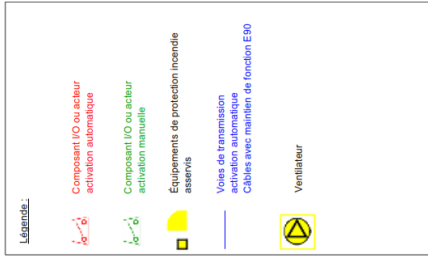 Légende :
Composant I/O ou acteur
activation automatique
Composant I/O ou acteur
activation manuelle
Équipements de protection incendie
asservis
Voies de transmission
activation automatique
Câbles avec maintien de fonction E90
Ventilateur